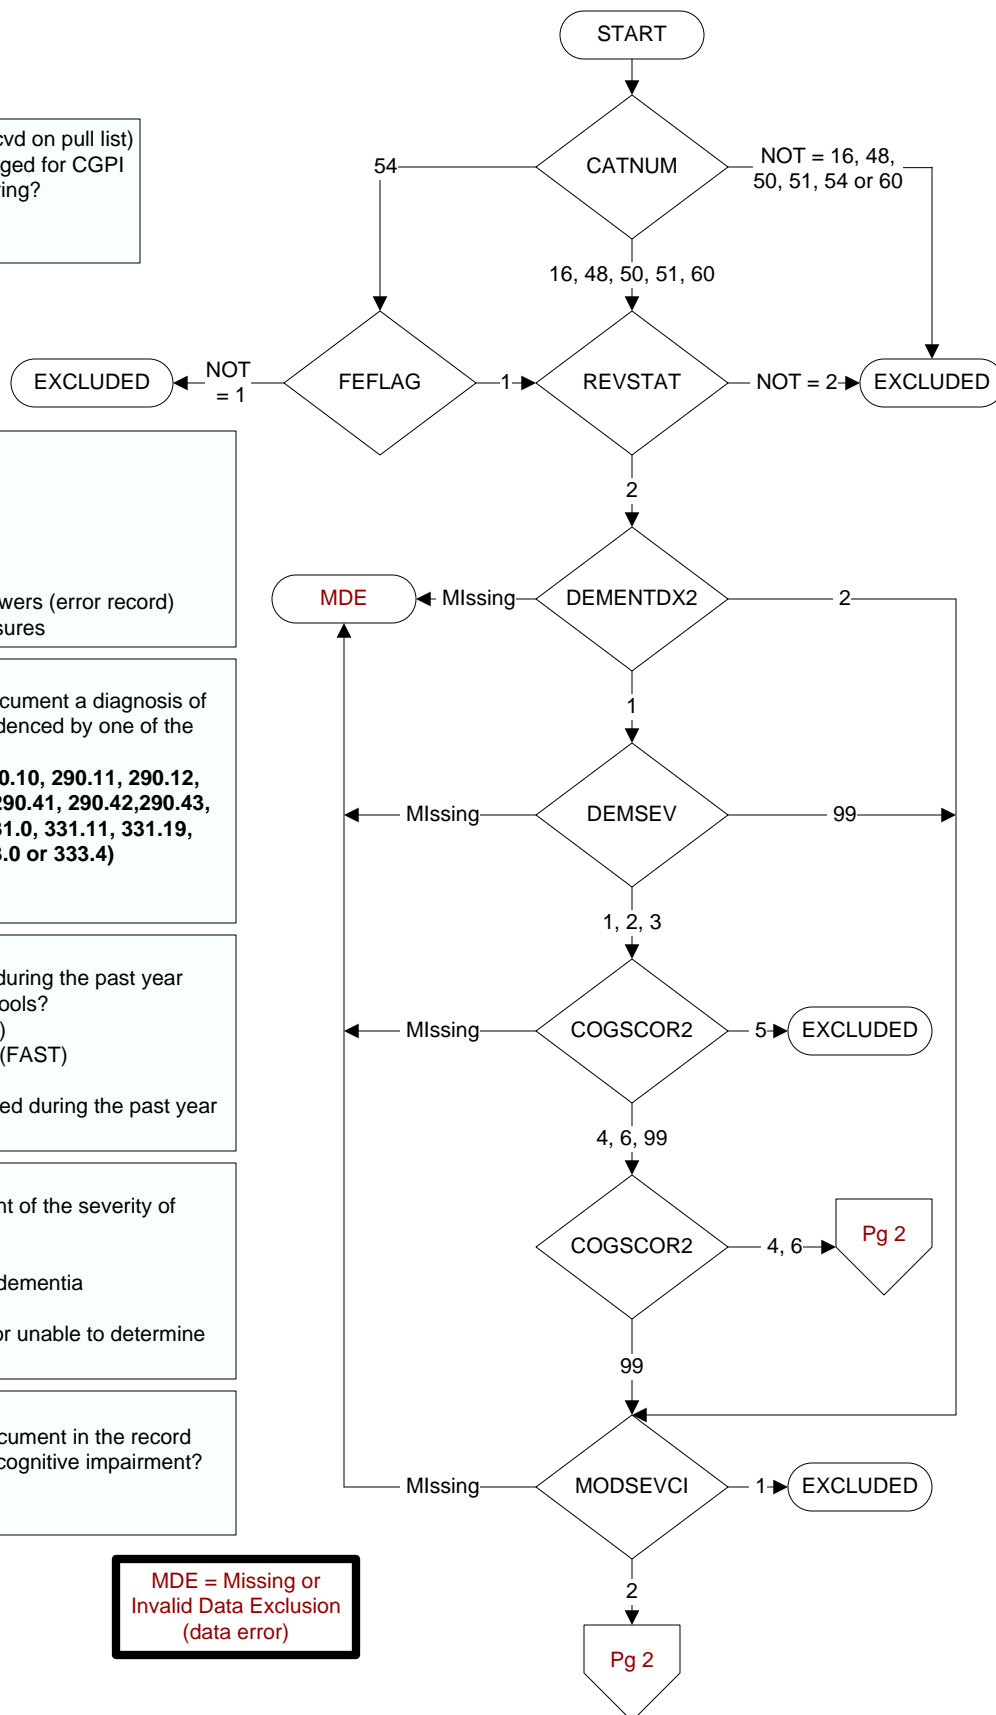 START
cvd on pull list)
ged for CGPI
ring?
54
CATNUM
NOT = 16, 48,
50, 51, 54 or 60
16, 48, 50, 51, 60
EXCLUDED
NOT
= 1
FEFLAG
1
REVSTAT
NOT = 2
EXCLUDED
2
wers (error record)
sures
MDE
MIssing
DEMENTDX2
2
1
cument a diagnosis of
denced by one of the
0.10, 290.11, 290.12,
290.41, 290.42,290.43,
31.0, 331.11, 331.19,
3.0 or 333.4)
MIssing
DEMSEV
99
1, 2, 3
during the past year
ools?
)
(FAST)
ed during the past year
MIssing
COGSCOR2
5
EXCLUDED
4, 6, 99
nt of the severity of
dementia
or unable to determine
COGSCOR2
4, 6
Pg 2
99
cument in the record
cognitive impairment?
MIssing
MODSEVCI
1
EXCLUDED
2
MDE = Missing or
Invalid Data Exclusion
(data error)
Pg 2